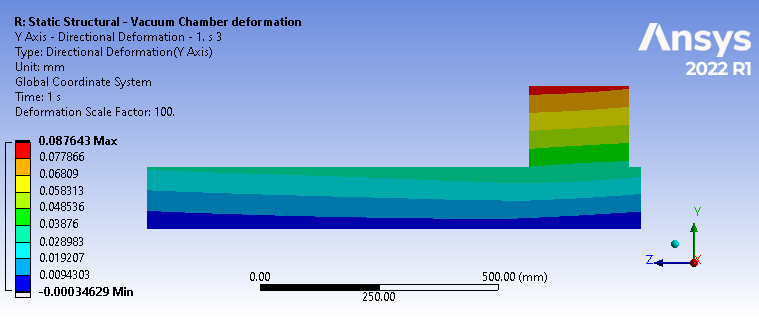 R: Static Structural - Vacuum Chamber deformation
Y Axis - Directional Deformation - 1. s 3
Type: Directional Deformation(Y Axis)
Unit: mm
Global Coordinate System
Time: 1 s
Deformation Scale Factor: 100.
Ansys
2022 R1
0.087643 Max
0.077866
0.06809
0.058313
0.048536
0.03876
0.028983
0.019207
0.0094303
-0.00034629 Min
0.00
500.00 (mm)
250.00
Y
Z
X